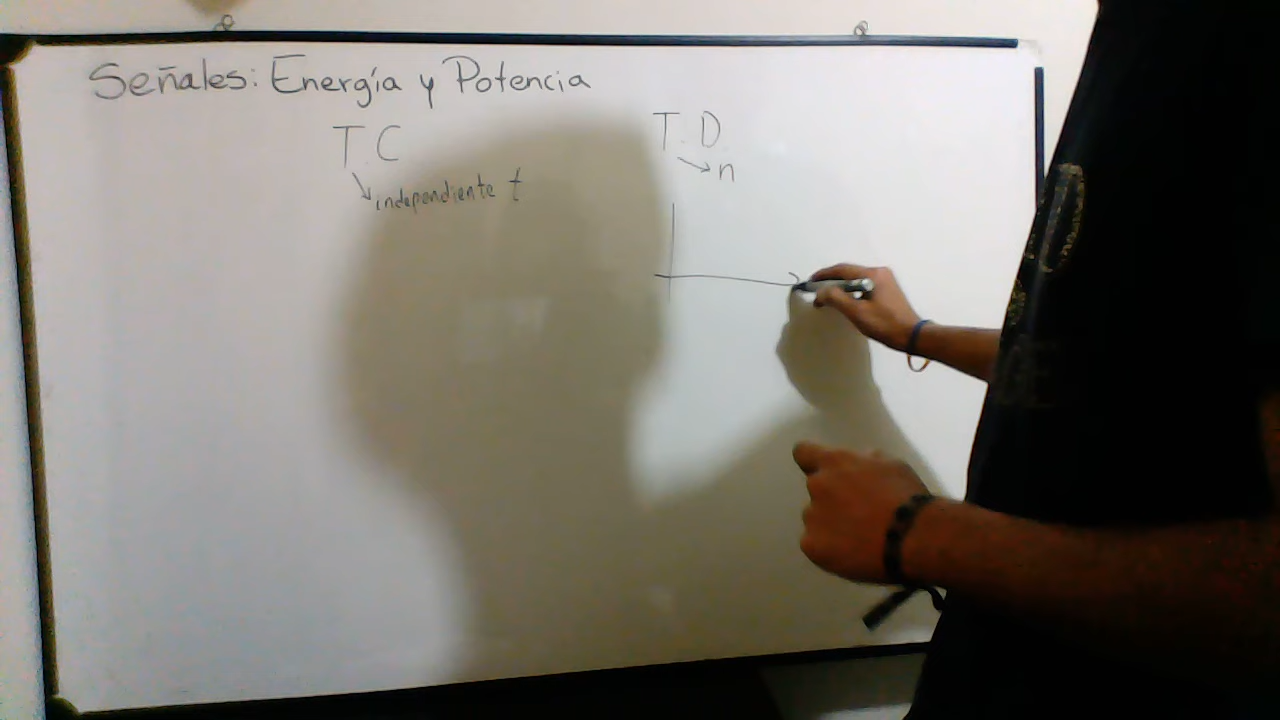 Señales: Energía y Potencia
T.C
independiente t
T.D.
n